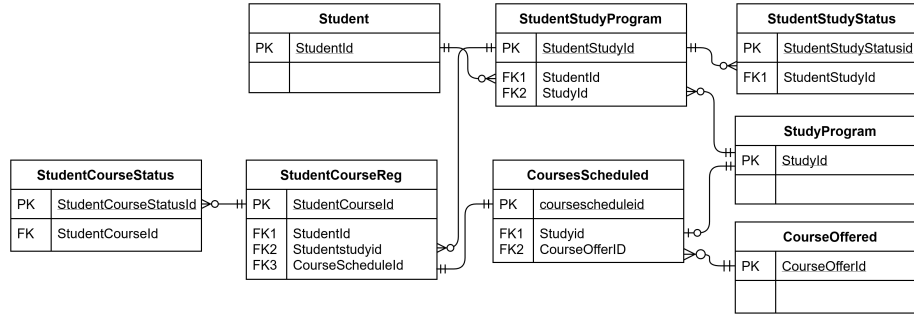 Student
PK StudentId
StudentStudyProgram
PK StudentStudyId
FK1 StudentId
FK2 StudyId
StudentStudyStatus
PK StudentStudyStatusid
FK1 StudentStudyId
StudyProgram
PK StudyId
StudentCourseStatus
PK StudentCourseStatusId
FK StudentCourseId
StudentCourseReg
PK StudentCourseId
FK1 StudentId
FK2 Studentstudyid
FK3 CourseScheduleId
CoursesScheduled
PK coursescheduleid
FK1 Studyid
FK2 CourseOfferID
CourseOffered
PK CourseOfferId